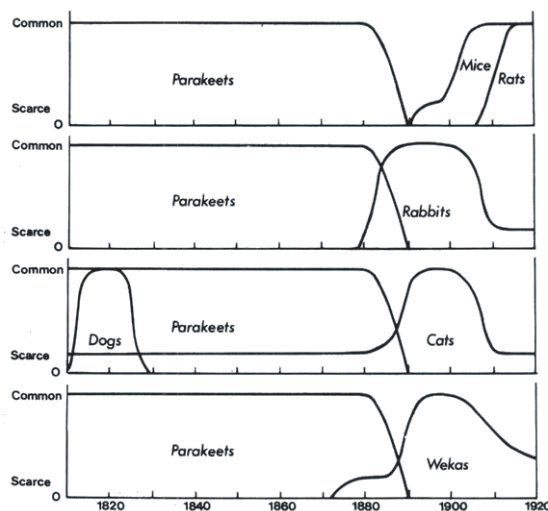 Common
Parakeets
Mice
Rats
Scarce
0
Common
Parakeets
Rabbits
Scarce
0
Common
Dogs
Parakeets
Cats
Scarce
0
Common
Parakeets
Wekas
Scarce
0
1820 1840 1860 1880 1900 1920